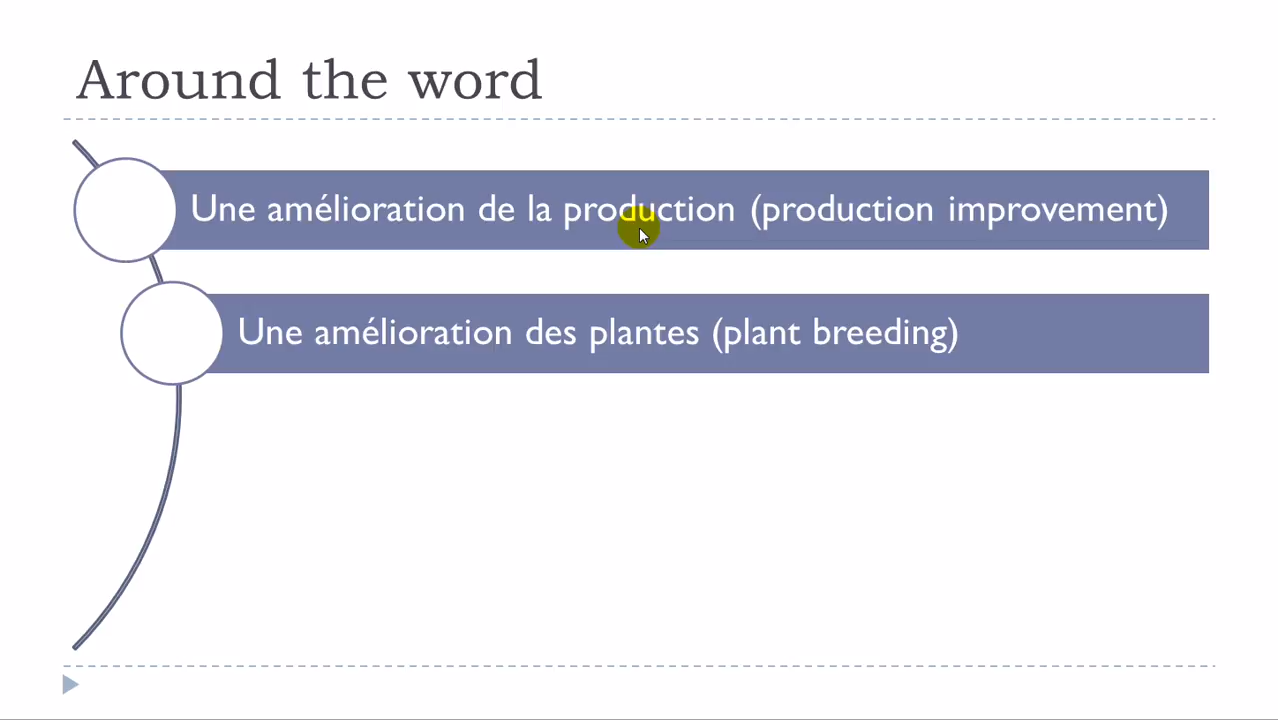 Around the word
Une amélioration de la production (production improvement)
Une amélioration des plantes (plant breeding)